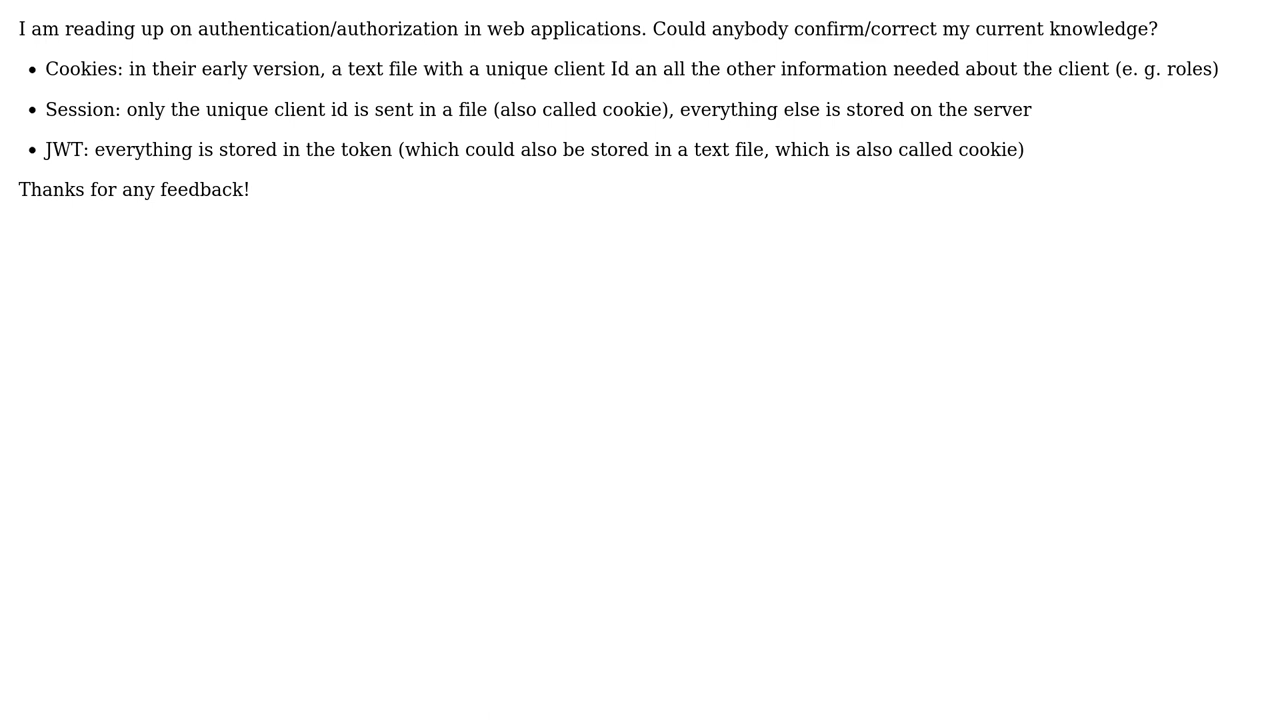 I am reading up on authentication/authorization in web applications. Could anybody confirm/correct my current knowledge?
• Cookies: in their early version, a text file with a unique client Id an all the other information needed about the client (e. g. roles)
• Session: only the unique client id is sent in a file (also called cookie), everything else is stored on the server
• JWT: everything is stored in the token (which could also be stored in a text file, which is also called cookie)
Thanks for any feedback!